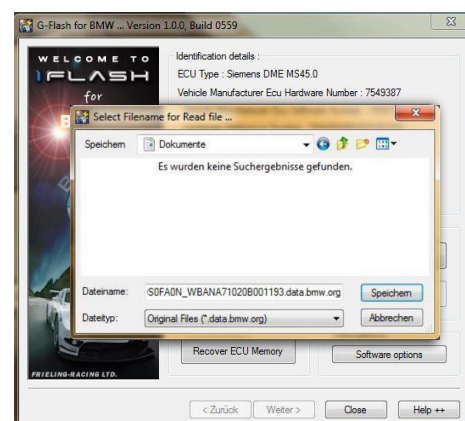 G-Flash for BMW ... Version 1.0.0, Build 0559
WELCOME TO
IFLASH
for
Identification details :
ECU Type : Siemens DME MS45.0
Vehicle Manufacturer Ecu Hardware Number : 7549387
Select Filename for Read file ...
Speichern
Dokumente
Es wurden keine Suchergebnisse gefunden.
Dateiname:
S0FA0N_WBANA71020B001193.data.bmw.org
Speichern
Dateityp:
Original Files (*.data.bmw.org)
Abbrechen
Recover ECU Memory
Software options
FRIELING-RACING LTD.
< Zurück
Weiter >
Close
Help ++